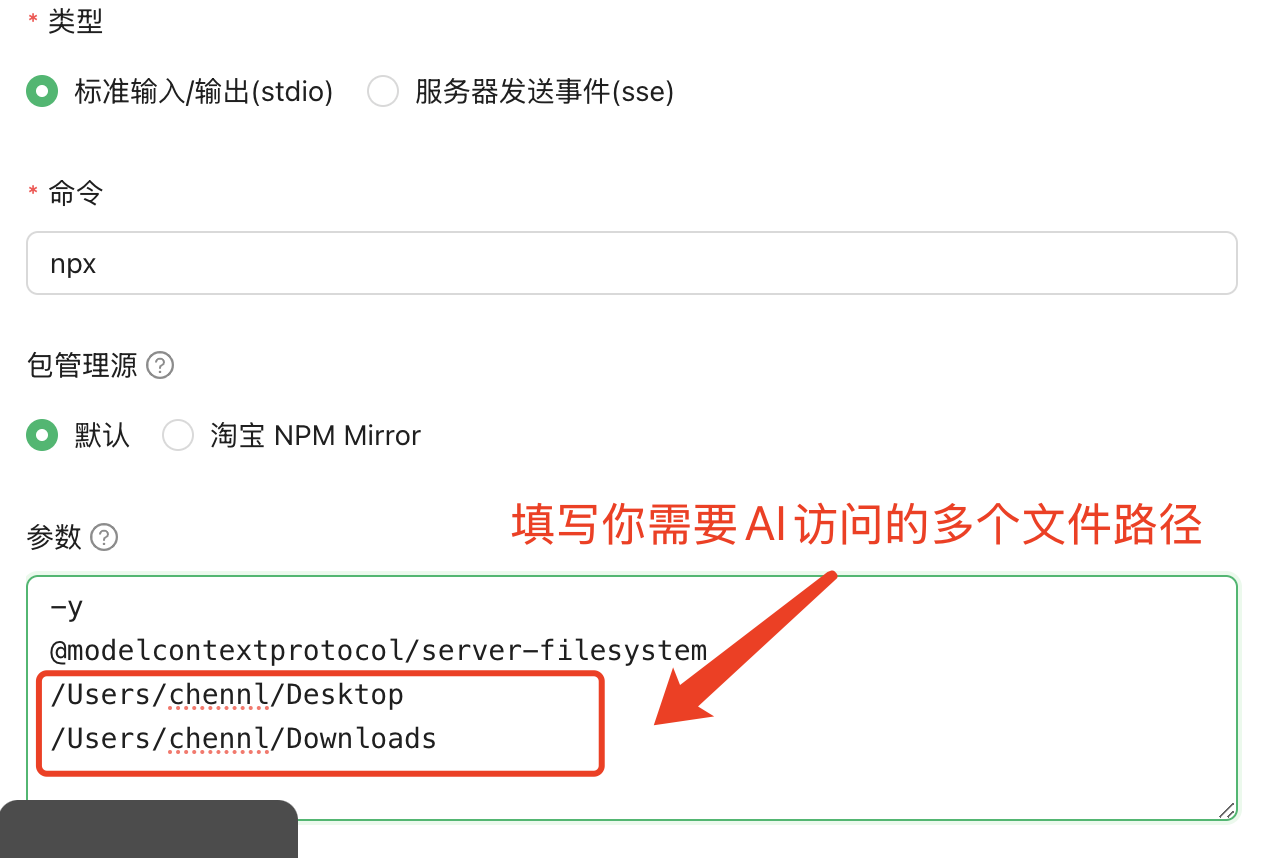 * 类型
标准输入/输出(stdio) 服务器发送事件(sse)
* 命令
npx
包管理源 ?
默认 淘宝 NPM Mirror
参数 ?
填写你需要AI访问的多个文件路径
-y
@modelcontextprotocol/server-filesystem
/Users/chennl/Desktop
/Users/chennl/Downloads